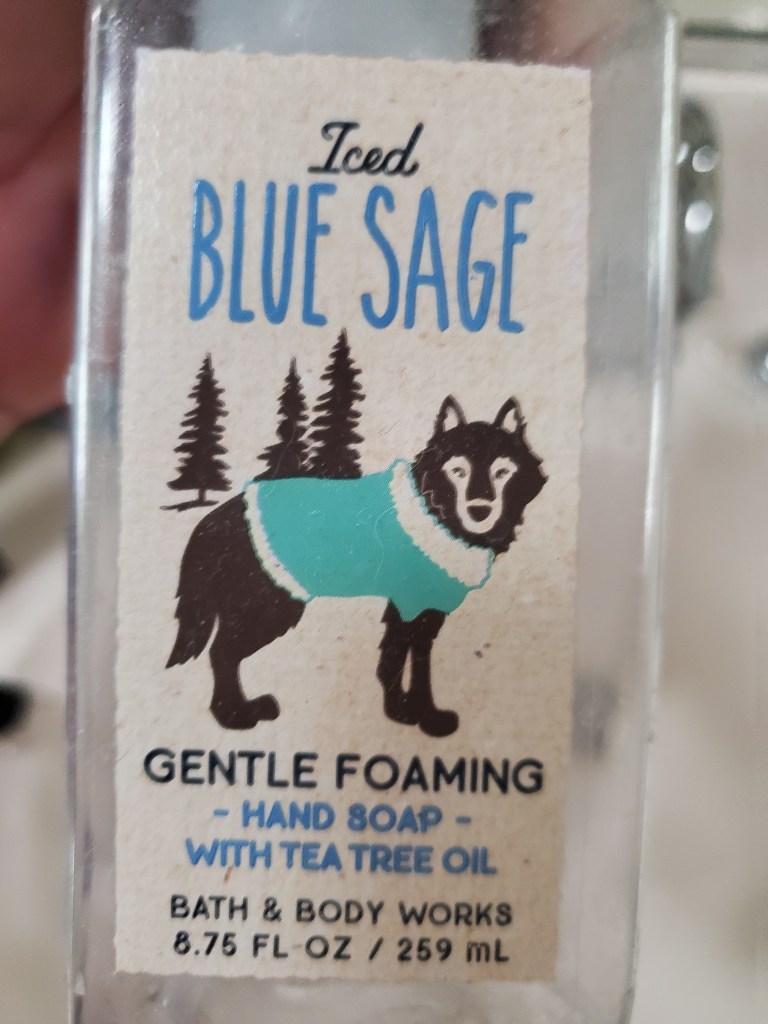 Iced
BLUE SAGE
GENTLE FOAMING
- HAND SOAP -
WITH TEA TREE OIL
BATH & BODY WORKS
8.75 FL OZ / 259 mL